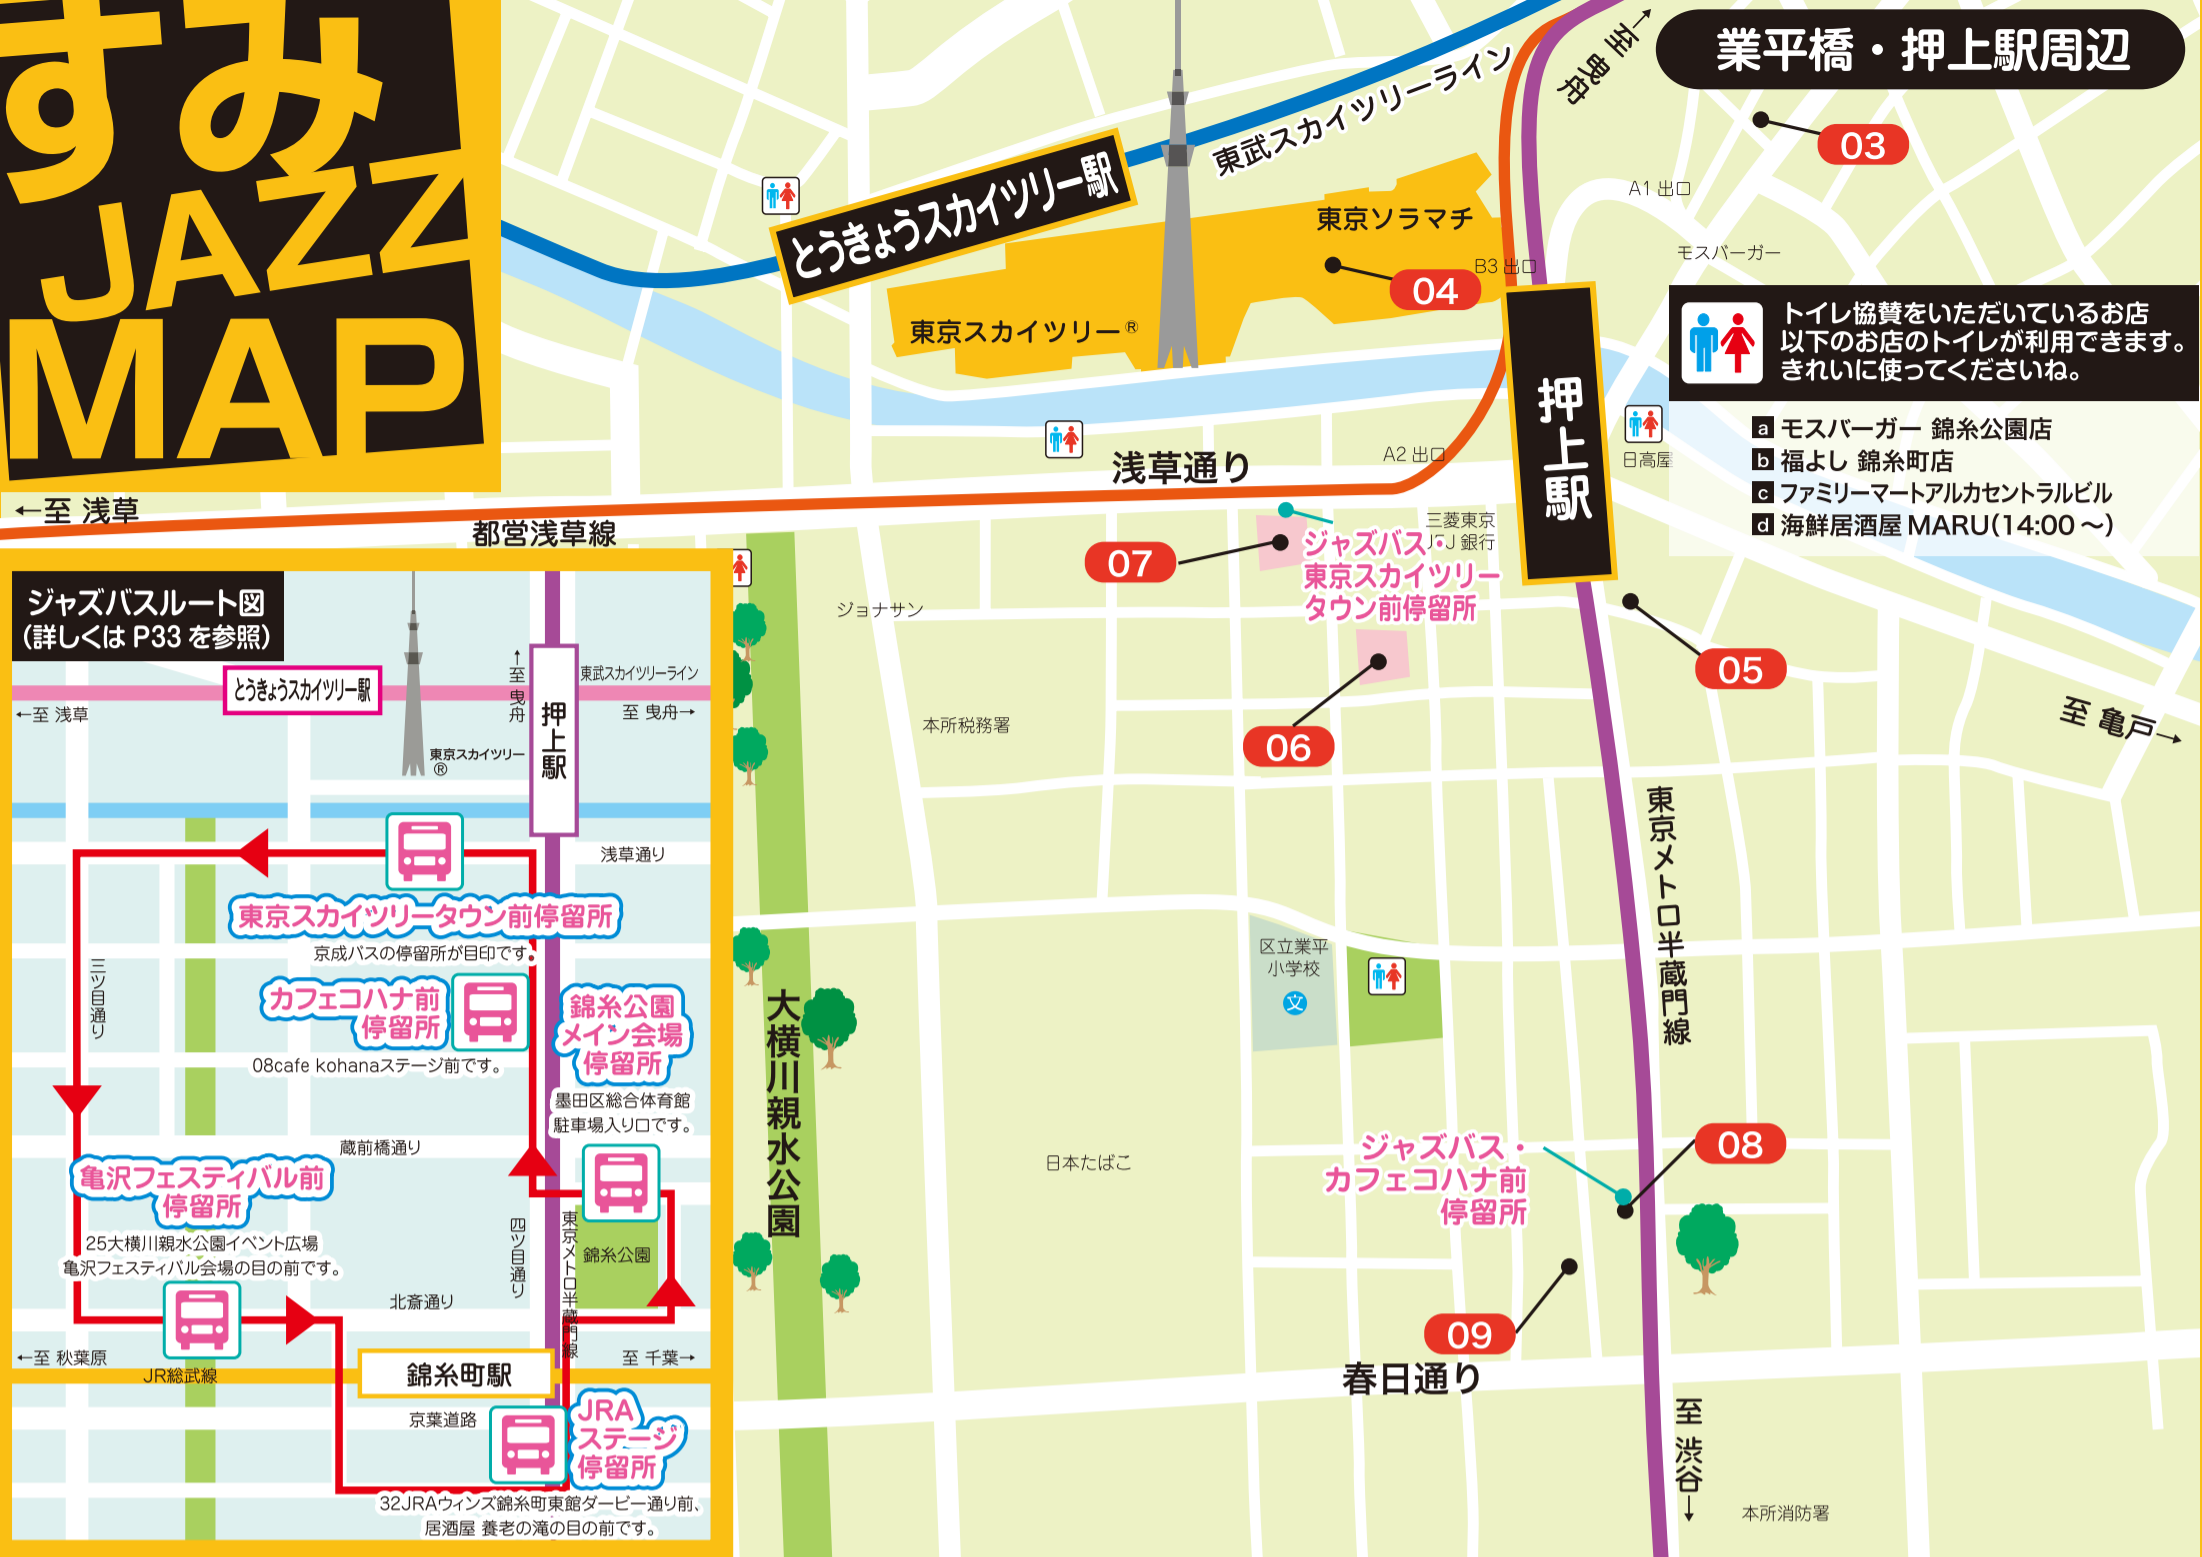 すみ
JAZZ
MAP
業平橋・押上駅周辺
至 曳舟→
東武スカイツリーライン
とうきょうスカイツリー駅
03
A1 出口
モスバーガー
東京ソラマチ
B3 出口
04
東京スカイツリー®
押上駅
トイレ協賛をいただいているお店
以下のお店のトイレが利用できます。
きれいに使ってくださいね。
a モスバーガー 錦糸公園店
b 福よし 錦糸町店
c ファミリーマートアルカセントラルビル
d 海鮮居酒屋 MARU(14:00 ～)
日高屋
A2 出口
浅草通り
←至 浅草
都営浅草線
三菱東京
UFJ 銀行
07
ジャズバス・
東京スカイツリー
タウン前停留所
ジョナサン
05
06
本所税務署
至 亀戸→
東京メトロ半蔵門線
区立業平
小学校
文
大横川親水公園
日本たばこ
08
ジャズバス・
カフェコハナ前
停留所
09
春日通り
至 渋谷→
本所消防署
ジャズバスルート図
(詳しくは P33 を参照)
とうきょうスカイツリー駅
←至 浅草
東京スカイツリー
®
←至 曳舟
押上駅
東武スカイツリーライン
至 曳舟→
浅草通り
東京スカイツリータウン前停留所
京成バスの停留所が目印です。
三ツ目通り
カフェコハナ前
停留所
08cafe kohanaステージ前です。
錦糸公園
メイン会場
停留所
墨田区総合体育館
駐車場入り口です。
蔵前橋通り
亀沢フェスティバル前
停留所
25大横川親水公園イベント広場
亀沢フェスティバル会場の目の前です。
四ツ目通り
東京メトロ半蔵門線
錦糸公園
北斎通り
←至 秋葉原
JR総武線
錦糸町駅
至 千葉→
京葉道路
JRA
ステージ
停留所
32JRAウィンズ錦糸町東館ダービー通り前、
居酒屋 養老の滝の目の前です。